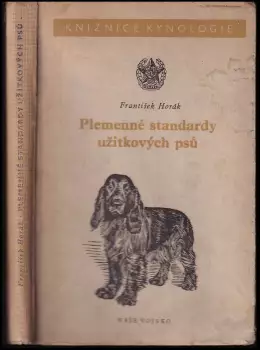 KNIŽNICE KYNOLOGIE
František Horák
Plemenné standardy
užitkových psů
NAŠE VOJSKO
František Horák • PLEMENNÉ STANDARDY UŽITKOVÝCH PSŮ